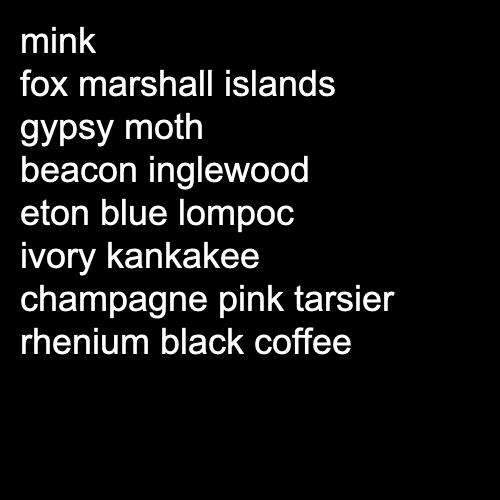 mink
fox marshall islands
gypsy moth
beacon inglewood
eton blue lompoc
ivory kankakee
champagne pink tarsier
rhenium black coffee